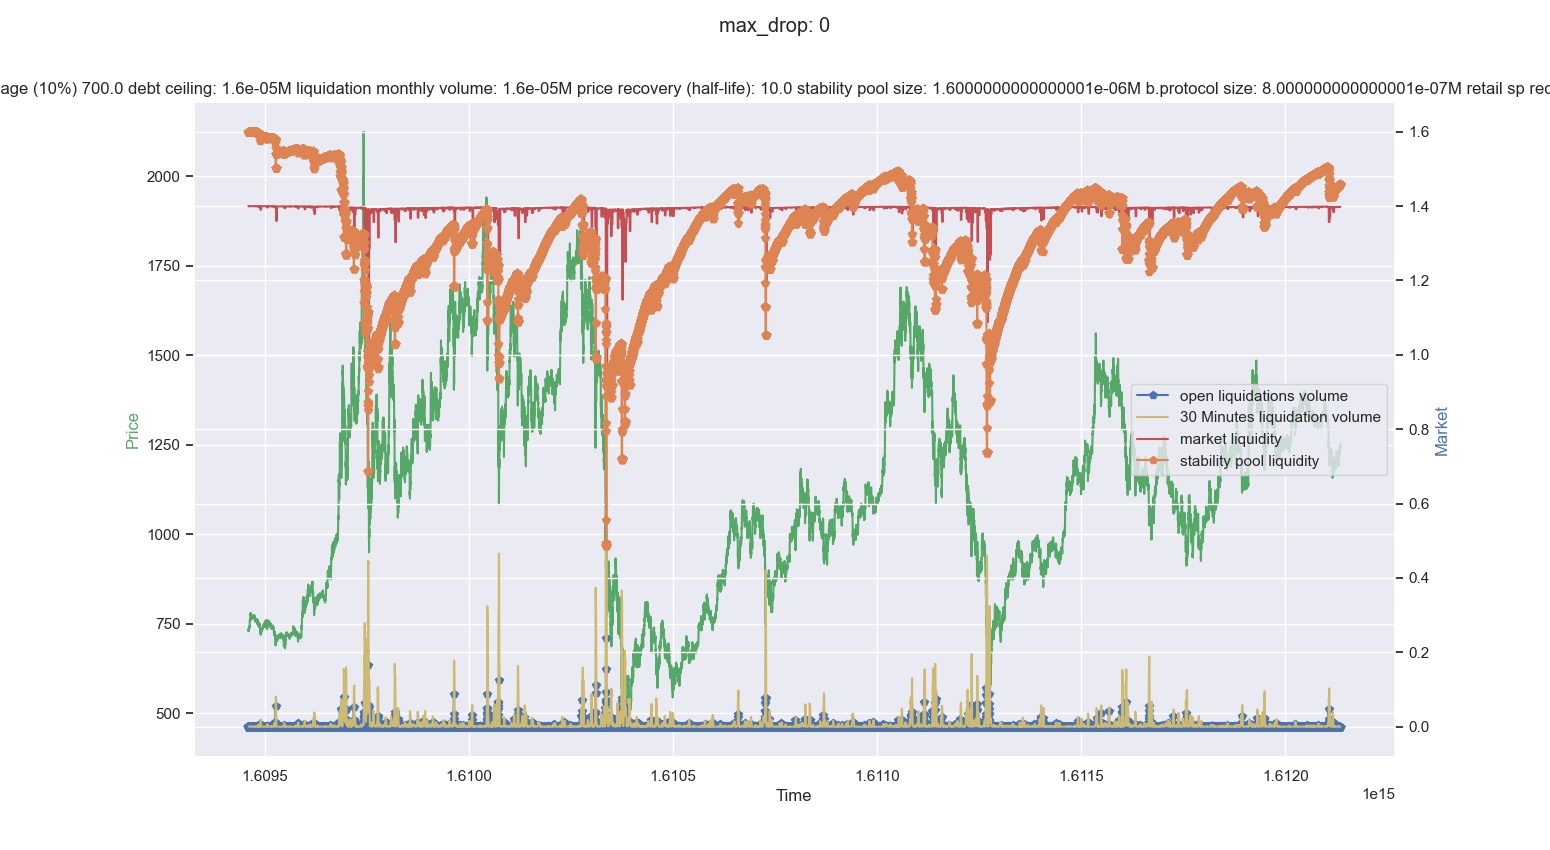 max_drop: 0
age (10%) 700.0 debt ceiling: 1.6e-05M liquidation monthly volume: 1.6e-05M price recovery (half-life): 10.0 stability pool size: 1.6000000000000001e-06M b.protocol size: 8.000000000000001e-07M retail sp rec
2000
1750
1500
1250
1000
750
500
Price
1.6
1.4
1.2
1.0
0.8
0.6
0.4
0.2
0.0
Market
open liquidations volume
30 Minutes liquidation volume
market liquidity
stability pool liquidity
1.6095 1.6100 1.6105 1.6110 1.6115 1.6120
Time
1e15